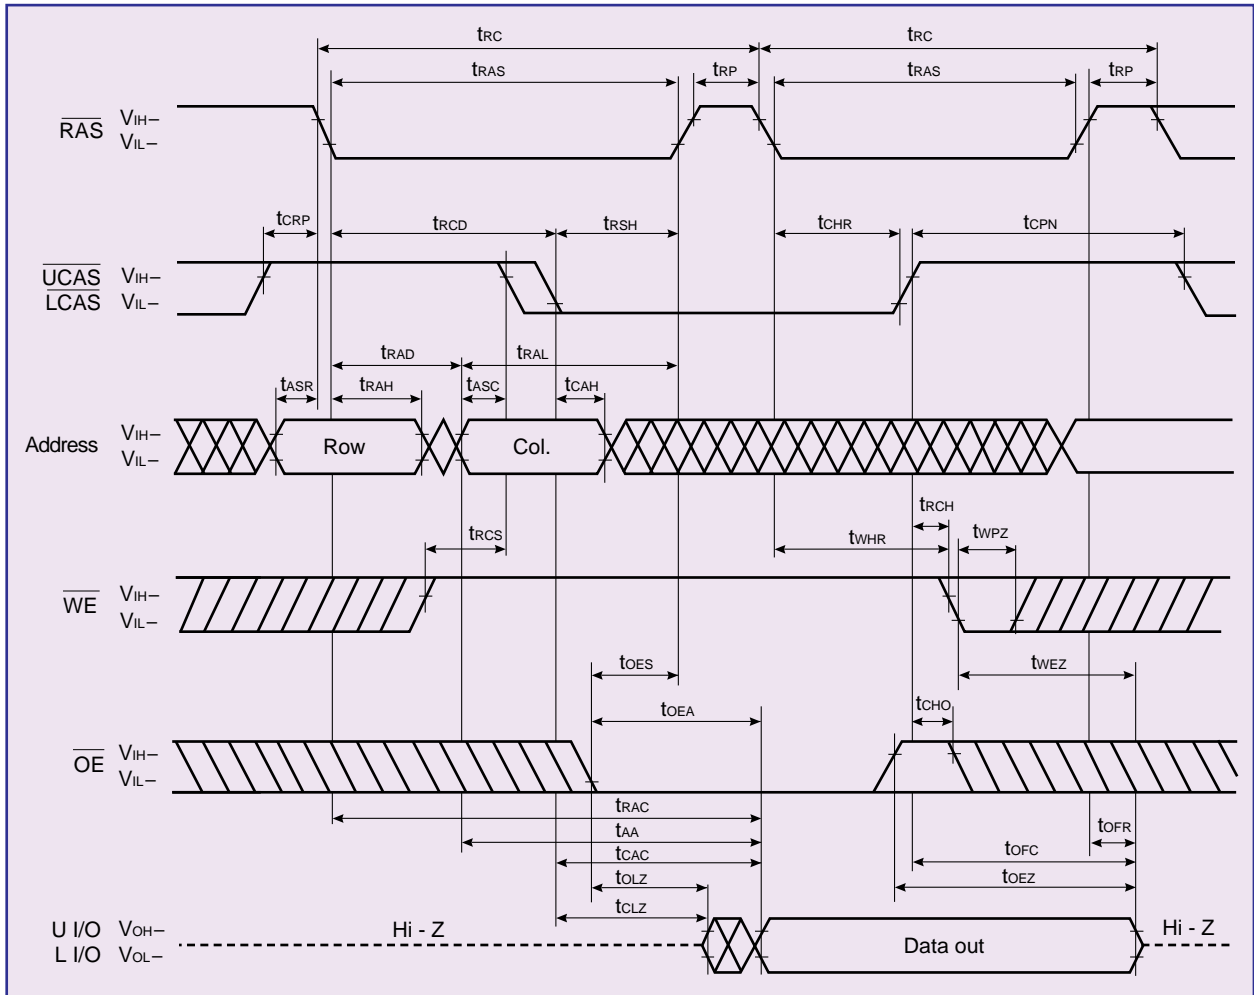 tRC tRC
tRAS tRP tRAS tRP
RAS VIH–
VIL–
tCRP tRCD tRSH tCHR tCPN
UCAS VIH–
LCAS VIL–
tRAD tRAL
tASR tRAH tASC tCAH
Address VIH–
VIL–
Row Col.
tRCH
tRCS tWHR tWPZ
WE VIH–
VIL–
tOES tWEZ
tOEA tCHO
OE VIH–
VIL–
tRAC
tAA tOFR
tCAC tOFC
tOLZ tOEZ
tCLZ
U I/O VOH–
L I/O VOL–
Hi - Z Data out Hi - Z